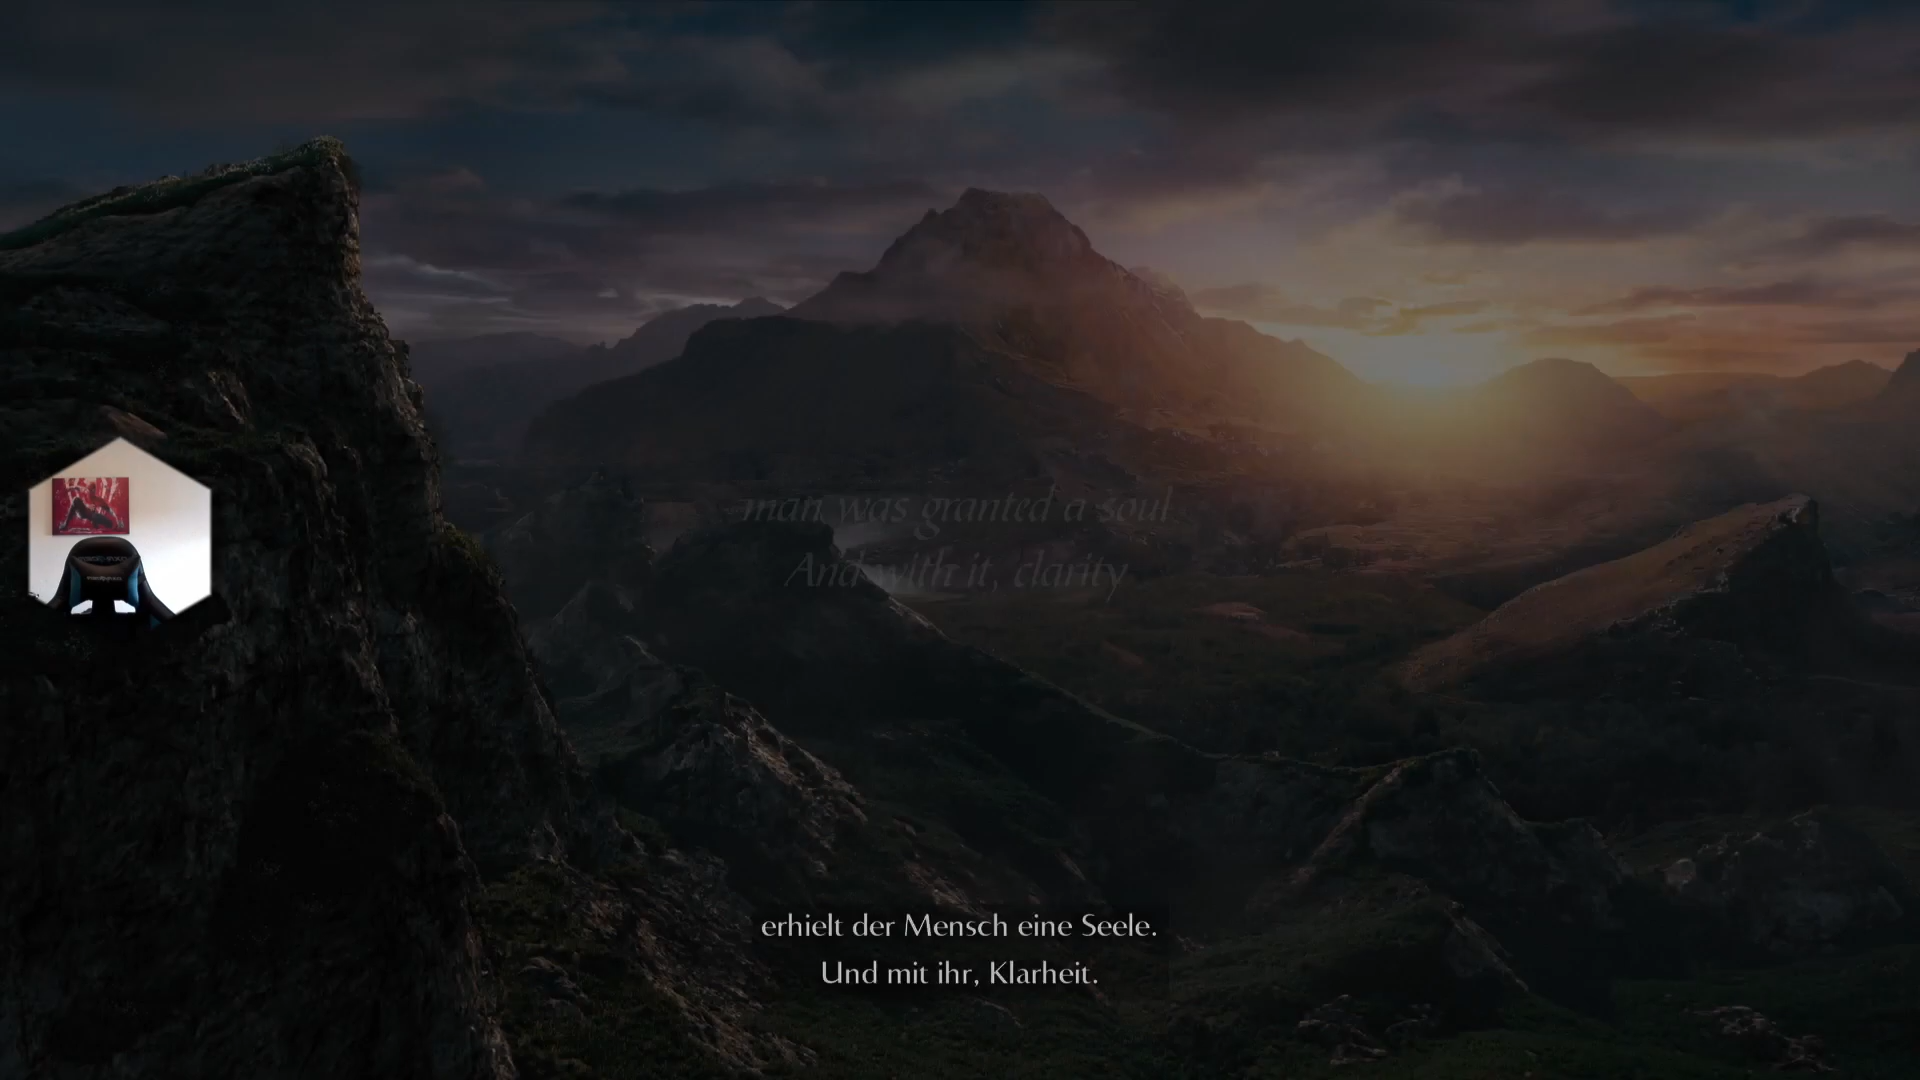 man was granted a soul
And with it, clarity
erhielt der Mensch eine Seele.
Und mit ihr, Klarheit.